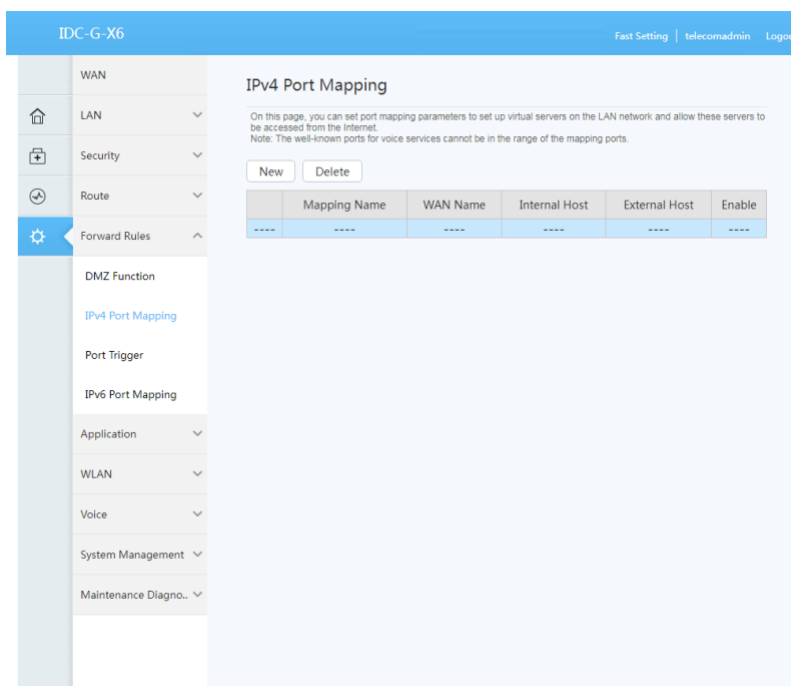 IDC-G-X6
Fast Setting | telecomadmin Logou
WAN
LAN
Security
Route
Forward Rules
DMZ Function
IPv4 Port Mapping
Port Trigger
IPv6 Port Mapping
Application
WLAN
Voice
System Management
Maintenance Diagno..
IPv4 Port Mapping
On this page, you can set port mapping parameters to set up virtual servers on the LAN network and allow these servers to
be accessed from the Internet.
Note: The well-known ports for voice services cannot be in the range of the mapping ports.
New Delete
Mapping Name WAN Name Internal Host External Host Enable
---- ---- ---- ---- ---- ----